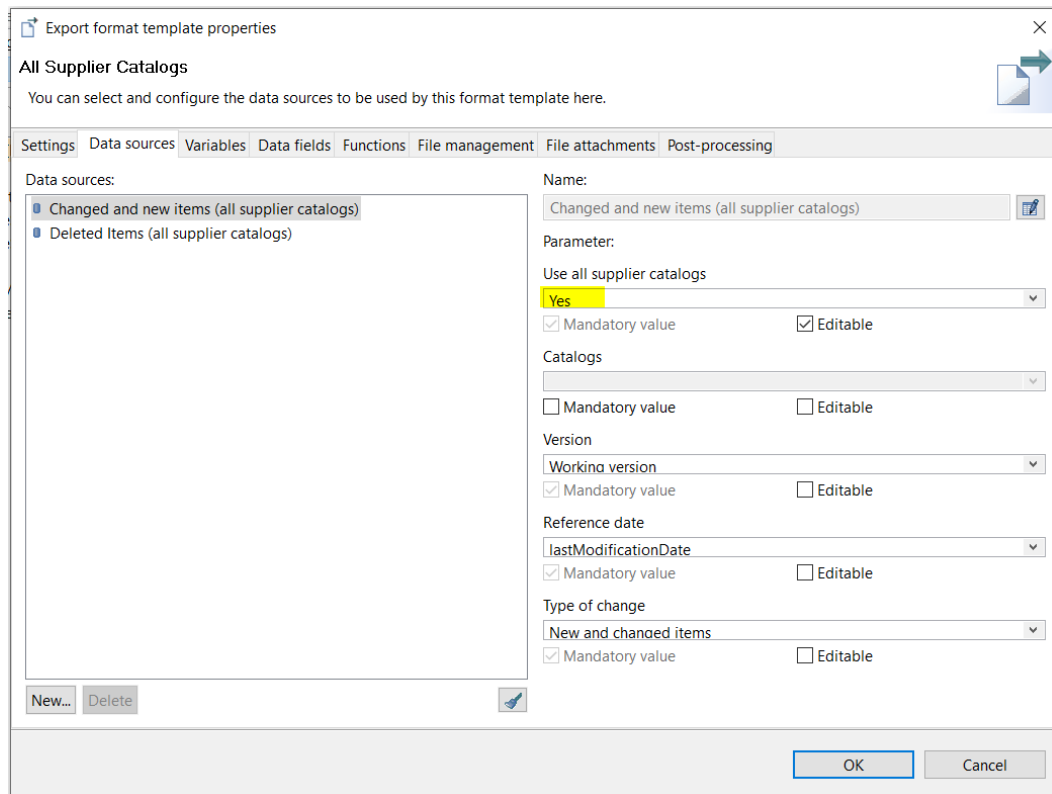 Export format template properties
All Supplier Catalogs
You can select and configure the data sources to be used by this format template here.
Settings Data sources Variables Data fields Functions File management File attachments Post-processing
Data sources:
Changed and new items (all supplier catalogs)
Deleted Items (all supplier catalogs)
New... Delete
Name:
Changed and new items (all supplier catalogs)
Parameter:
Use all supplier catalogs
Yes
Mandatory value Editable
Catalogs
Mandatory value Editable
Version
Working version
Mandatory value Editable
Reference date
lastModificationDate
Mandatory value Editable
Type of change
New and changed items
Mandatory value Editable
OK Cancel